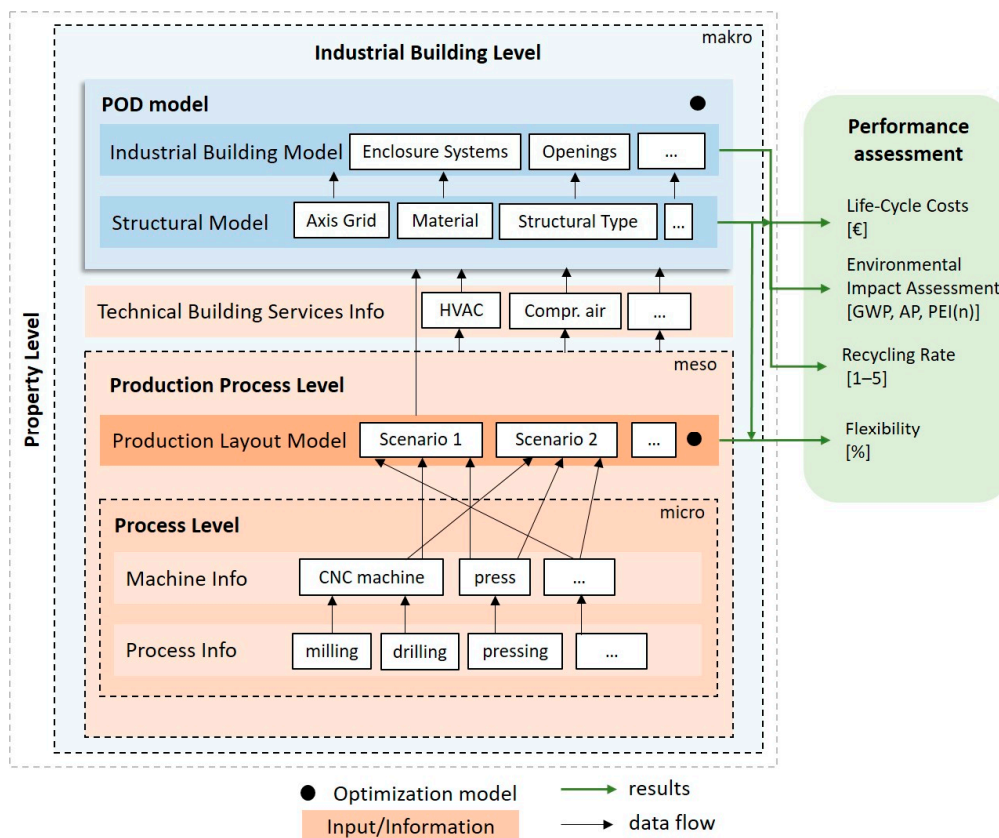 makro
Industrial Building Level
POD model
Industrial Building Model
Enclosure Systems
Openings
...
Structural Model
Axis Grid
Material
Structural Type
...
Technical Building Services Info
HVAC
Compr. air
...
meso
Production Process Level
Production Layout Model
Scenario 1
Scenario 2
...
micro
Process Level
Machine Info
CNC machine
press
...
Process Info
milling
drilling
pressing
...
Property Level
Performance
assessment
Life-Cycle Costs
[€]
Environmental
Impact Assessment
[GWP, AP, PEI(n)]
Recycling Rate
[1–5]
Flexibility
[%]
Optimization model
results
Input/Information
data flow